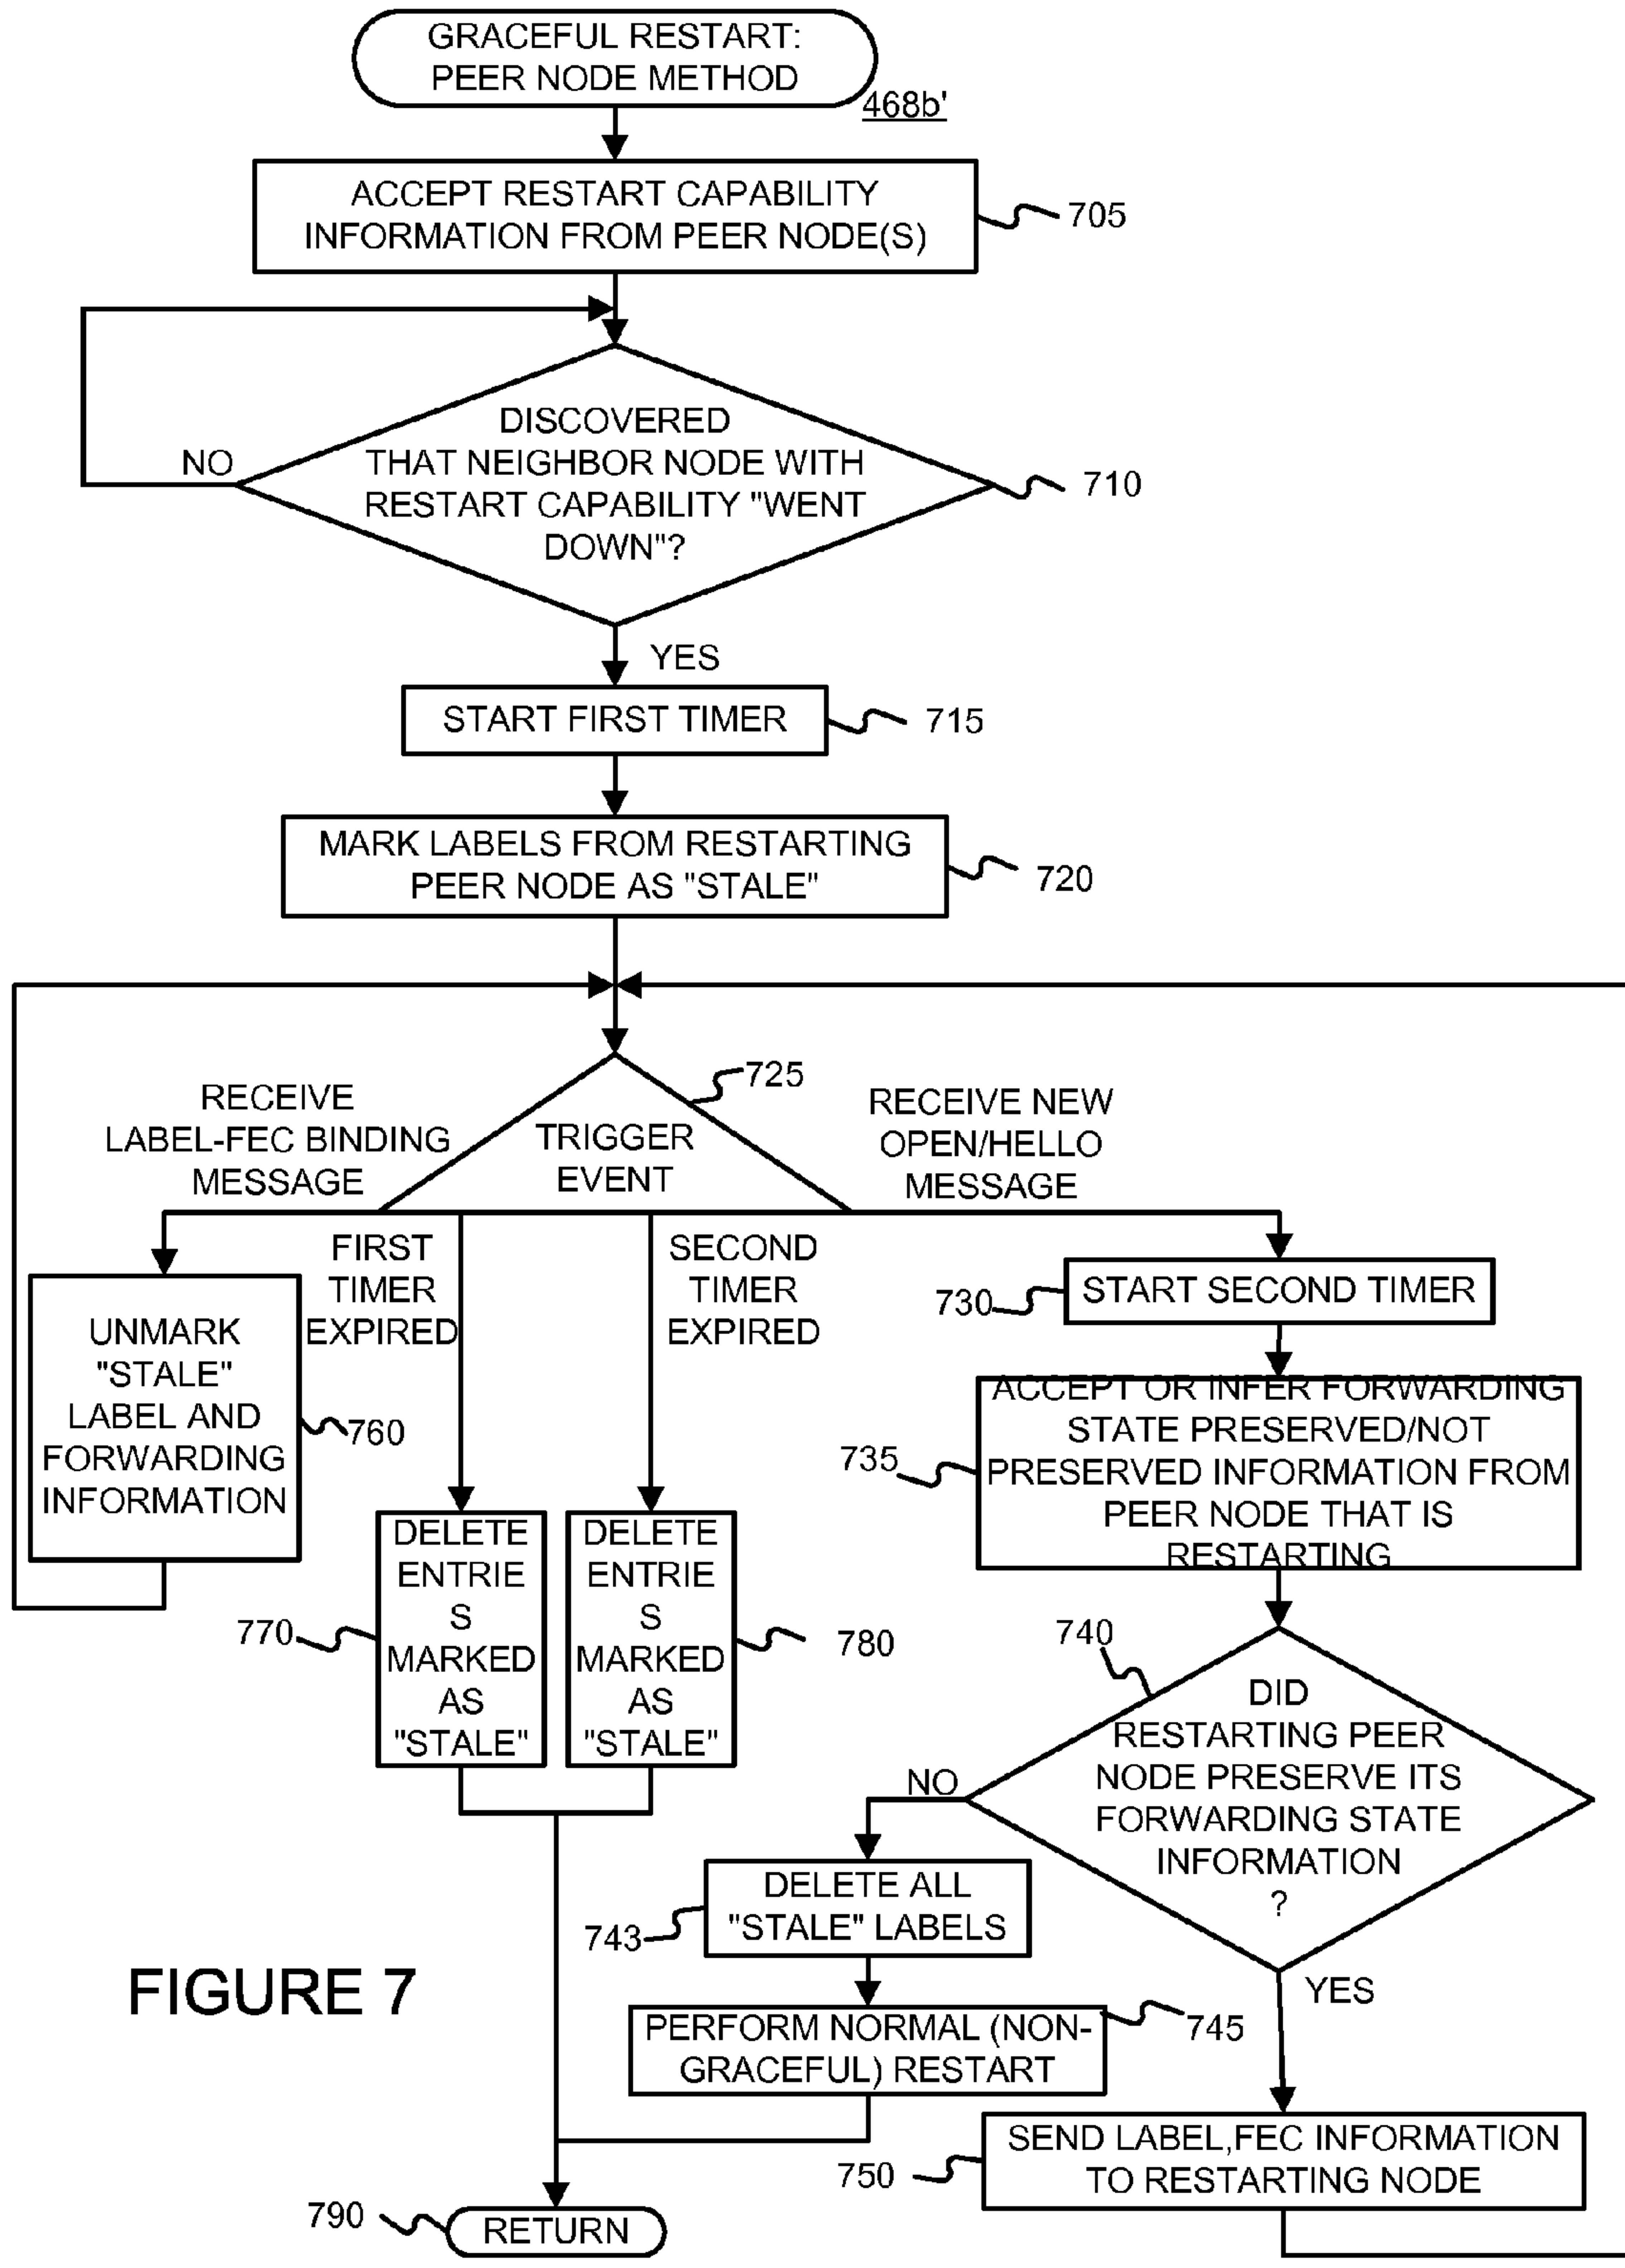 GRACEFUL RESTART:
PEER NODE METHOD
468b'
ACCEPT RESTART CAPABILITY
INFORMATION FROM PEER NODE(S)
705
DISCOVERED
THAT NEIGHBOR NODE WITH
RESTART CAPABILITY "WENT
DOWN"?
NO
710
YES
START FIRST TIMER
715
MARK LABELS FROM RESTARTING
PEER NODE AS "STALE"
720
725
RECEIVE
LABEL-FEC BINDING
MESSAGE
TRIGGER
EVENT
RECEIVE NEW
OPEN/HELLO
MESSAGE
FIRST
TIMER
EXPIRED
SECOND
TIMER
EXPIRED
730
START SECOND TIMER
UNMARK
"STALE"
LABEL AND
FORWARDING
INFORMATION
760
735
ACCEPT OR INFER FORWARDING
STATE PRESERVED/NOT
PRESERVED INFORMATION FROM
PEER NODE THAT IS
RESTARTING
770
DELETE
ENTRIE
S
MARKED
AS
"STALE"
DELETE
ENTRIE
S
MARKED
AS
"STALE"
780
740
DID
RESTARTING PEER
NODE PRESERVE ITS
FORWARDING STATE
INFORMATION
?
NO
DELETE ALL
"STALE" LABELS
743
YES
FIGURE 7
PERFORM NORMAL (NON-
GRACEFUL) RESTART
745
SEND LABEL,FEC INFORMATION
TO RESTARTING NODE
750
790
RETURN